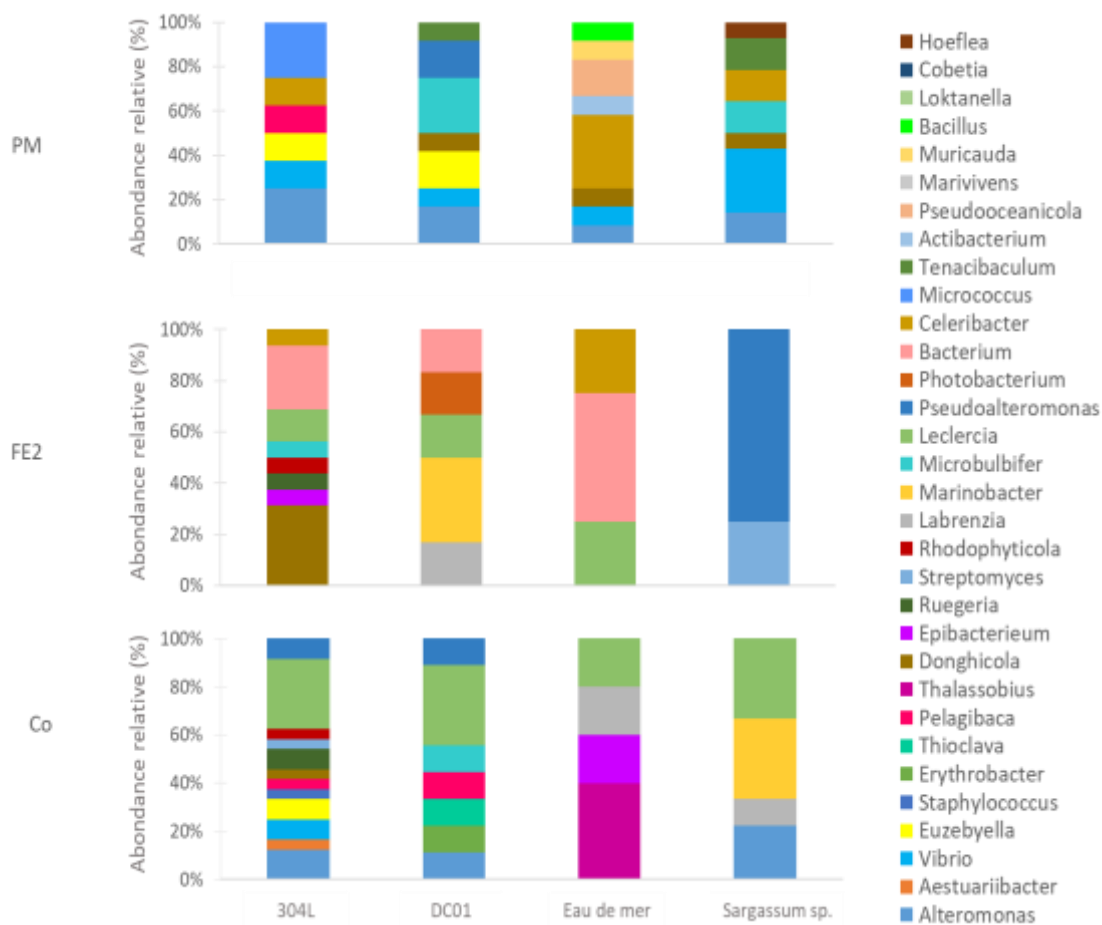 PM
Abondance relative (%)
100%
80%
60%
40%
20%
0%
FE2
Abondance relative (%)
100%
80%
60%
40%
20%
0%
Co
Abondance relative (%)
100%
80%
60%
40%
20%
0%
304L
DC01
Eau de mer
Sargassum sp.
Hoeflea
Cobetia
Loktanella
Bacillus
Muricauda
Marivivens
Pseudooceanicola
Actibacterium
Tenacibaculum
Micrococcus
Celeribacter
Bacterium
Photobacterium
Pseudoalteromonas
Leclercia
Microbulbifer
Marinobacter
Labrenzia
Rhodophyticola
Streptomyces
Ruegeria
Epibacterieum
Donghicola
Thalassobius
Pelagibaca
Thioclava
Erythrobacter
Staphylococcus
Euzebyella
Vibrio
Aestuariibacter
Alteromonas